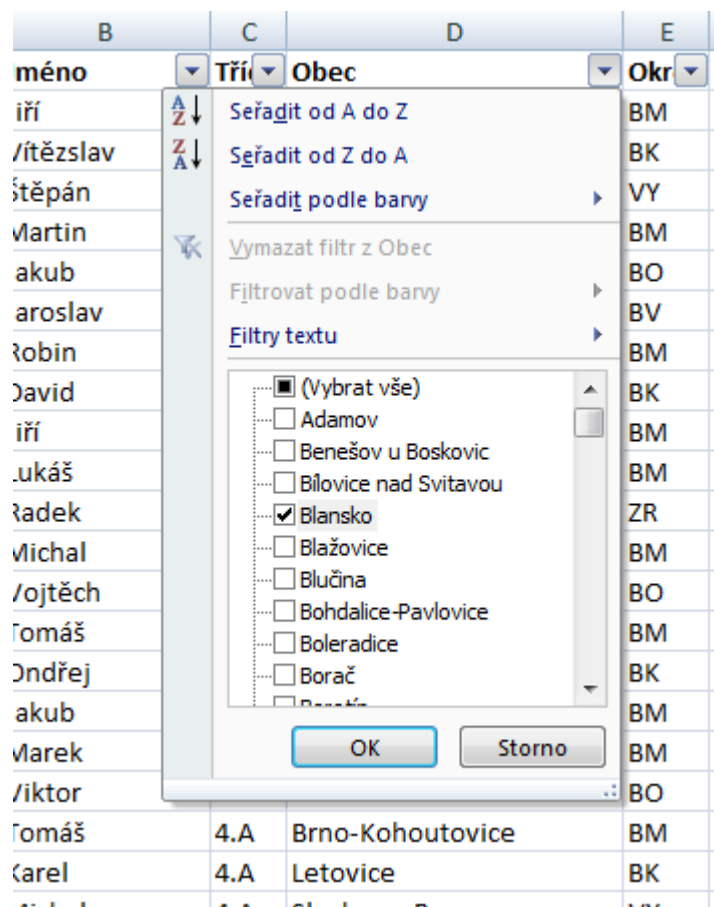 B C D E
méno Tří Obec Okr
iří BM
Vítězslav BK
Štěpán VY
Martin BM
akub BO
aroslav BV
Robin BM
David BK
iří BM
Lukáš BM
Radek ZR
Michal BM
Vojtěch BO
Tomáš BM
Ondřej BK
akub BM
Marek BM
Viktor BO
Tomáš 4.A Brno-Kohoutovice BM
Karel 4.A Letovice BK
Seřadit od A do Z
Seřadit od Z do A
Seřadit podle barvy
Vymazat filtr z Obec
Filtrovat podle barvy
Filtry textu
(Vybrat vše)
Adamov
Benešov u Boskovic
Bílovice nad Svitavou
Blansko
Blažovice
Blučina
Bohdalice-Pavlovice
Boleradice
Borač
OK Storno